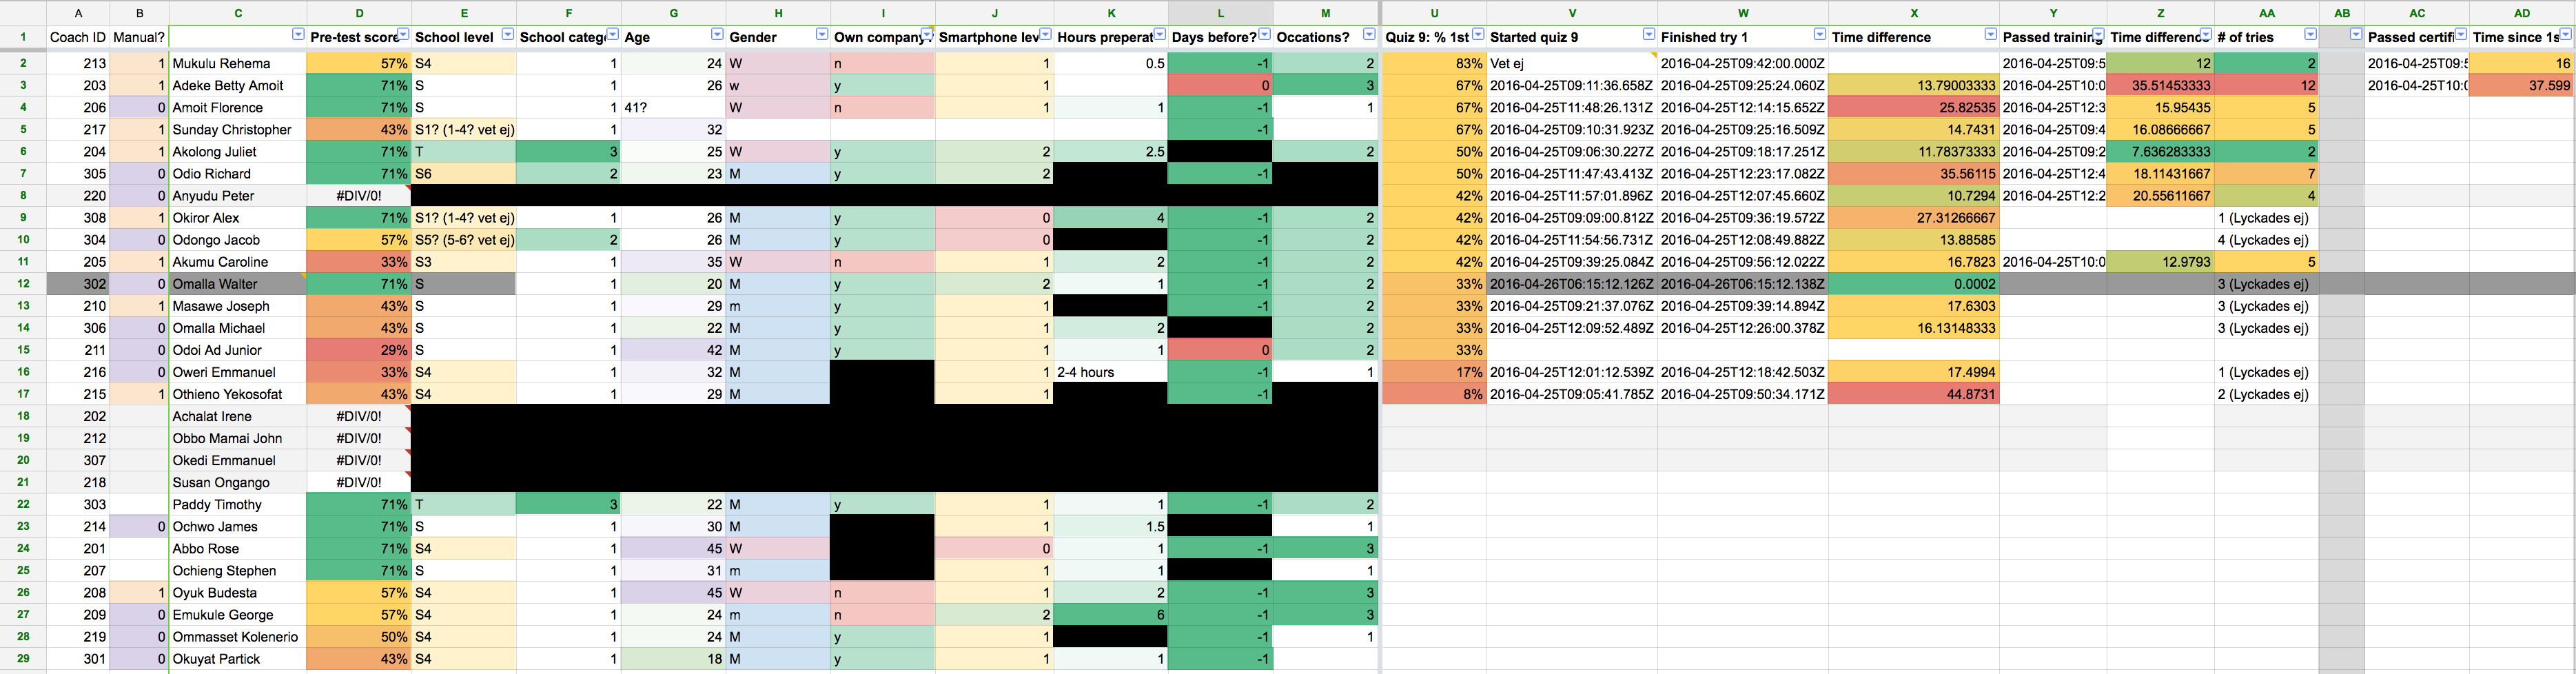 A B C D E F G H I J K L M U V W X Y Z AA AB AC AD
1 Coach ID Manual? Pre-test score School level School categ Age Gender Own company? Smartphone lev Hours preperat Days before? Occations? Quiz 9: % 1st Started quiz 9 Finished try 1 Time difference Passed training Time difference # of tries Passed certifi Time since 1s
2 213 1 Mukulu Rehema 57% S4 1 24 W n 1 0.5 -1 2 83% Vet ej 2016-04-25T09:42:00.000Z 2016-04-25T09:5 12 2 2016-04-25T09:5 16
3 203 1 Adeke Betty Amoit 71% S 1 26 w y 1 0 3 67% 2016-04-25T09:11:36.658Z 2016-04-25T09:25:24.060Z 13.79003333 2016-04-25T10:0 35.51453333 12 2016-04-25T10:0 37.599
4 206 0 Amoit Florence 71% S 1 41? W n 1 1 -1 1 67% 2016-04-25T11:48:26.131Z 2016-04-25T12:14:15.652Z 25.82535 2016-04-25T12:3 15.95435 5
5 217 1 Sunday Christopher 43% S1? (1-4? vet ej) 1 32 -1 67% 2016-04-25T09:10:31.923Z 2016-04-25T09:25:16.509Z 14.7431 2016-04-25T09:4 16.08666667 5
6 204 1 Akolong Juliet 71% T 3 25 W y 2 2.5 2 50% 2016-04-25T09:06:30.227Z 2016-04-25T09:18:17.251Z 11.78373333 2016-04-25T09:2 7.636283333 2
7 305 0 Odio Richard 71% S6 2 23 M y 2 -1 50% 2016-04-25T11:47:43.413Z 2016-04-25T12:23:17.082Z 35.56115 2016-04-25T12:4 18.11431667 7
8 220 0 Anyudu Peter #DIV/0! 42% 2016-04-25T11:57:01.896Z 2016-04-25T12:07:45.660Z 10.7294 2016-04-25T12:2 20.55611667 4
9 308 1 Okiror Alex 71% S1? (1-4? vet ej) 1 26 M y 0 4 -1 2 42% 2016-04-25T09:09:00.812Z 2016-04-25T09:36:19.572Z 27.31266667 1 (Lyckades ej)
10 304 0 Odongo Jacob 57% S5? (5-6? vet ej) 2 26 M y 0 -1 2 42% 2016-04-25T11:54:56.731Z 2016-04-25T12:08:49.882Z 13.88585 4 (Lyckades ej)
11 205 1 Akumu Caroline 33% S3 1 35 W n 1 2 -1 2 42% 2016-04-25T09:39:25.084Z 2016-04-25T09:56:12.022Z 16.7823 2016-04-25T10:0 12.9793 5
12 302 0 Omalla Walter 71% S 1 20 M y 2 1 -1 2 33% 2016-04-26T06:15:12.126Z 2016-04-26T06:15:12.138Z 0.0002 3 (Lyckades ej)
13 210 1 Masawe Joseph 43% S 1 29 m y 1 -1 2 33% 2016-04-25T09:21:37.076Z 2016-04-25T09:39:14.894Z 17.6303 3 (Lyckades ej)
14 306 0 Omalla Michael 43% S 1 22 M y 1 2 2 33% 2016-04-25T12:09:52.489Z 2016-04-25T12:26:00.378Z 16.13148333 3 (Lyckades ej)
15 211 0 Odoi Ad Junior 29% S 1 42 M y 1 1 0 2 33%
16 216 0 Oweri Emmanuel 33% S4 1 32 M 1 2-4 hours -1 1 17% 2016-04-25T12:01:12.539Z 2016-04-25T12:18:42.503Z 17.4994 1 (Lyckades ej)
17 215 1 Othieno Yekosofat 43% S4 1 29 M 1 -1 8% 2016-04-25T09:05:41.785Z 2016-04-25T09:50:34.171Z 44.8731 2 (Lyckades ej)
18 202 Achalat Irene #DIV/0!
19 212 Obbo Mamai John #DIV/0!
20 307 Okedi Emmanuel #DIV/0!
21 218 Susan Ongango #DIV/0!
22 303 Paddy Timothy 71% T 3 22 M y 1 1 -1 2
23 214 0 Ochwo James 71% S 1 30 M 1 1.5 1
24 201 Abbo Rose 71% S4 1 45 W 0 1 -1 3
25 207 Ochieng Stephen 71% S 1 31 m 1 1 1
26 208 1 Oyuk Budesta 57% S4 1 45 W n 1 2 -1 3
27 209 0 Emukule George 57% S4 1 24 m n 2 6 -1 3
28 219 0 Ommasset Kolenerio 50% S4 1 24 M y 1 -1 1
29 301 0 Okuyat Partick 43% S4 1 18 M y 1 1 -1